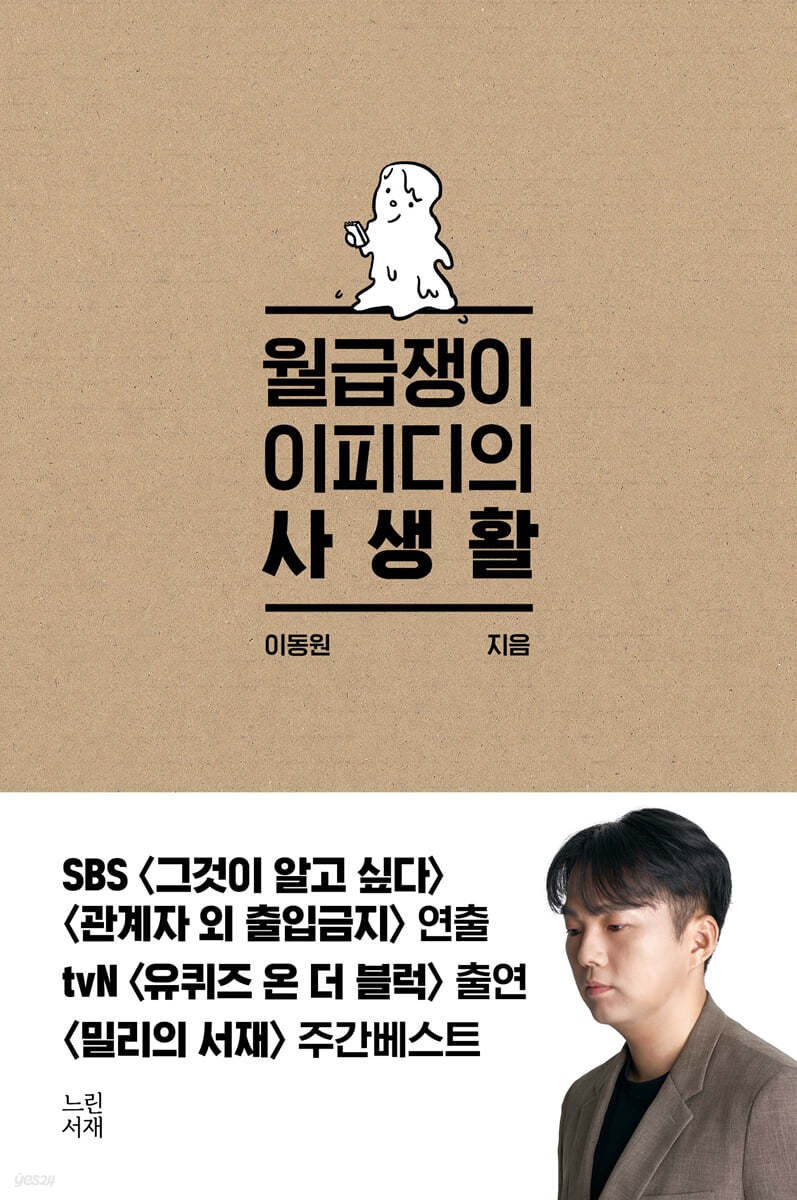 월급쟁이
이피디의
사생활
이동원 지음
SBS 〈그것이 알고 싶다〉
〈관계자 외 출입금지〉 연출
tvN 〈유퀴즈 온 더 블럭〉 출연
〈밀리의 서재〉 주간베스트
느린
서재
yes24